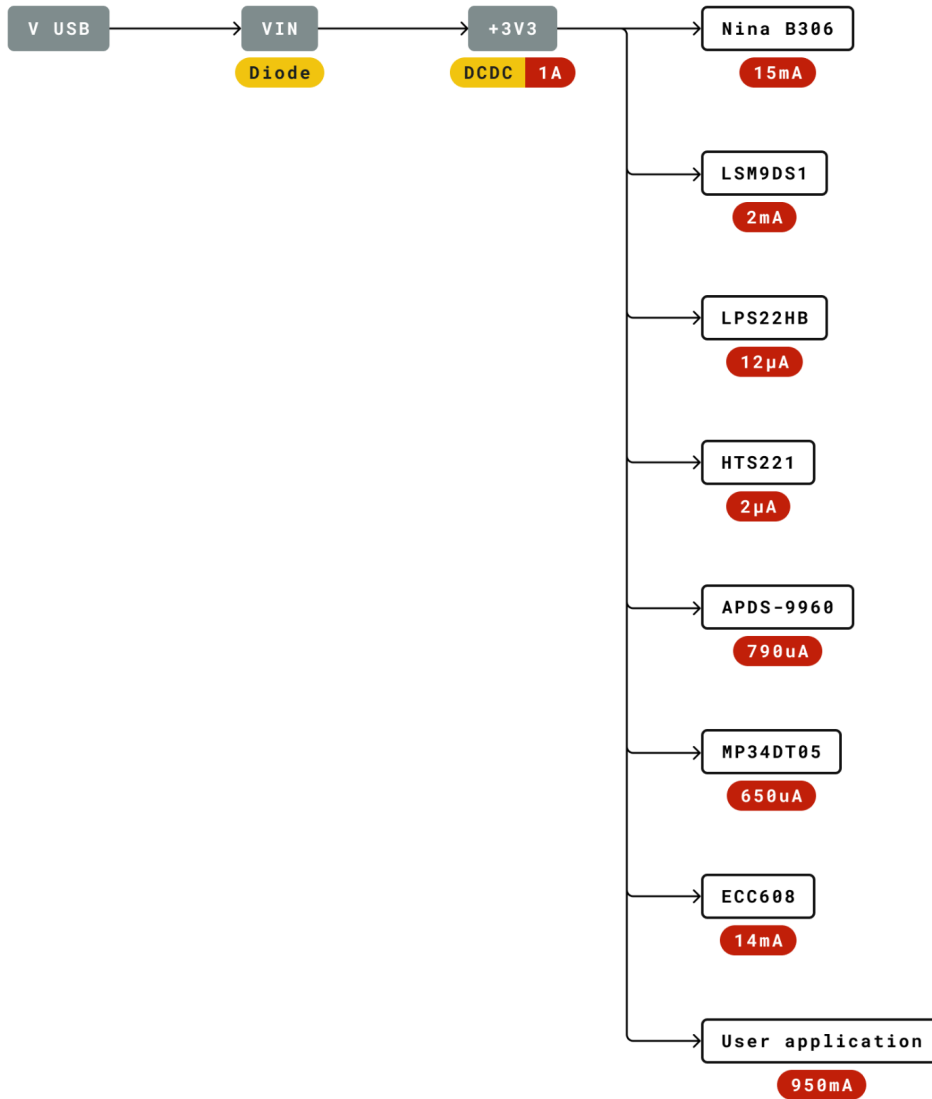 V USB
VIN
+3V3
Nina B306
Diode
DCDC 1A
15mA
LSM9DS1
2mA
LPS22HB
12µA
HTS221
2µA
APDS-9960
790uA
MP34DT05
650uA
ECC608
14mA
User application
950mA